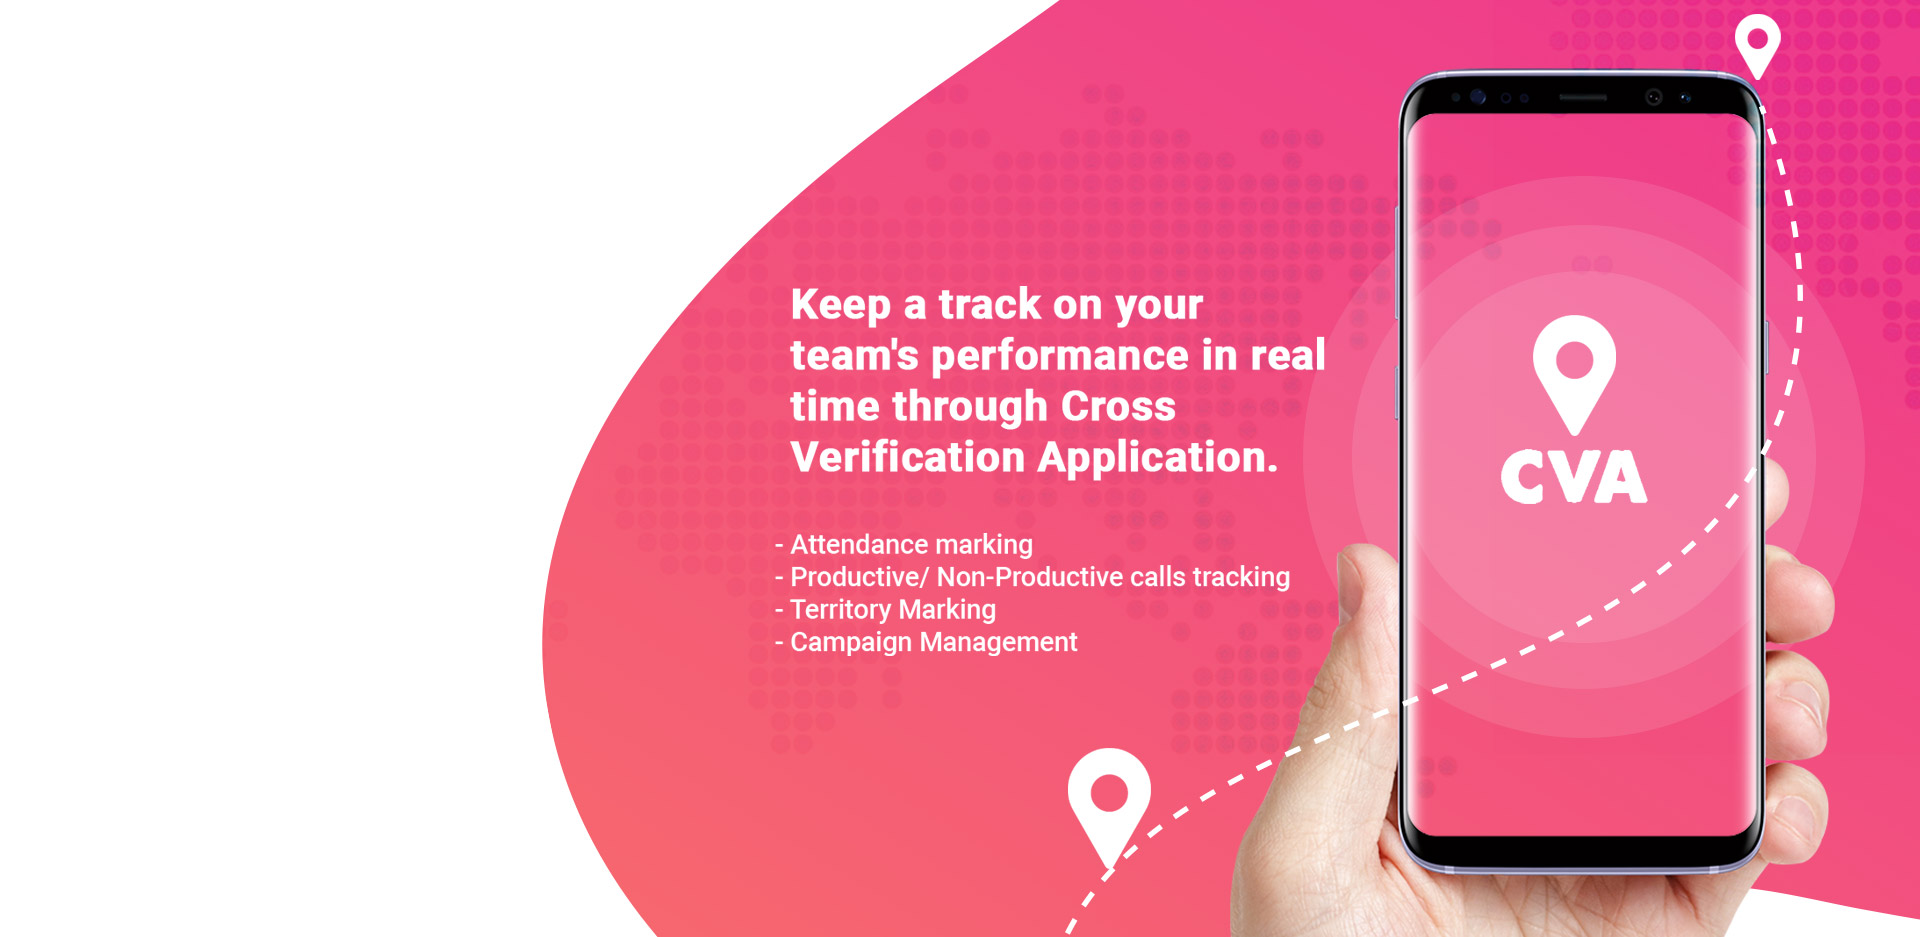 Keep a track on your
team's performance in real
time through Cross
Verification Application.
- Attendance marking
- Productive/ Non-Productive calls tracking
- Territory Marking
- Campaign Management
CVA